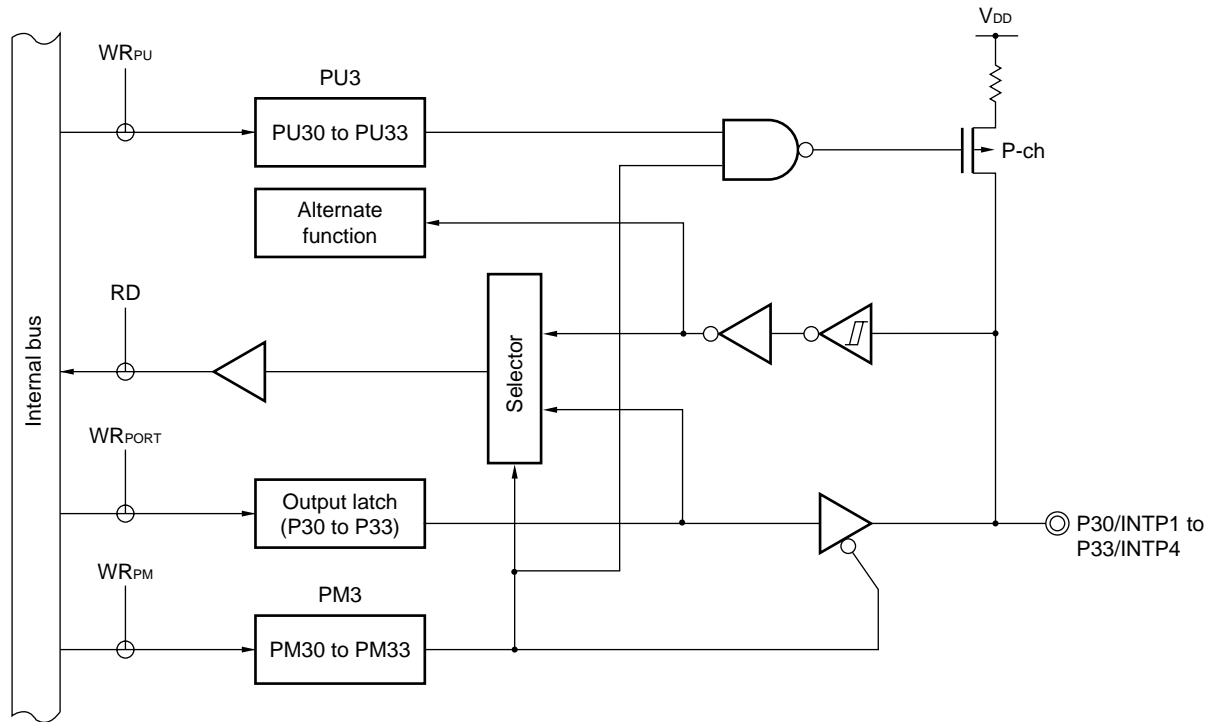 VDD
WRPU
PU3
PU30 to PU33
P-ch
Alternate
function
RD
Internal bus
Selector
WRPORT
Output latch
(P30 to P33)
P30/INTP1 to
P33/INTP4
WRPM
PM3
PM30 to PM33